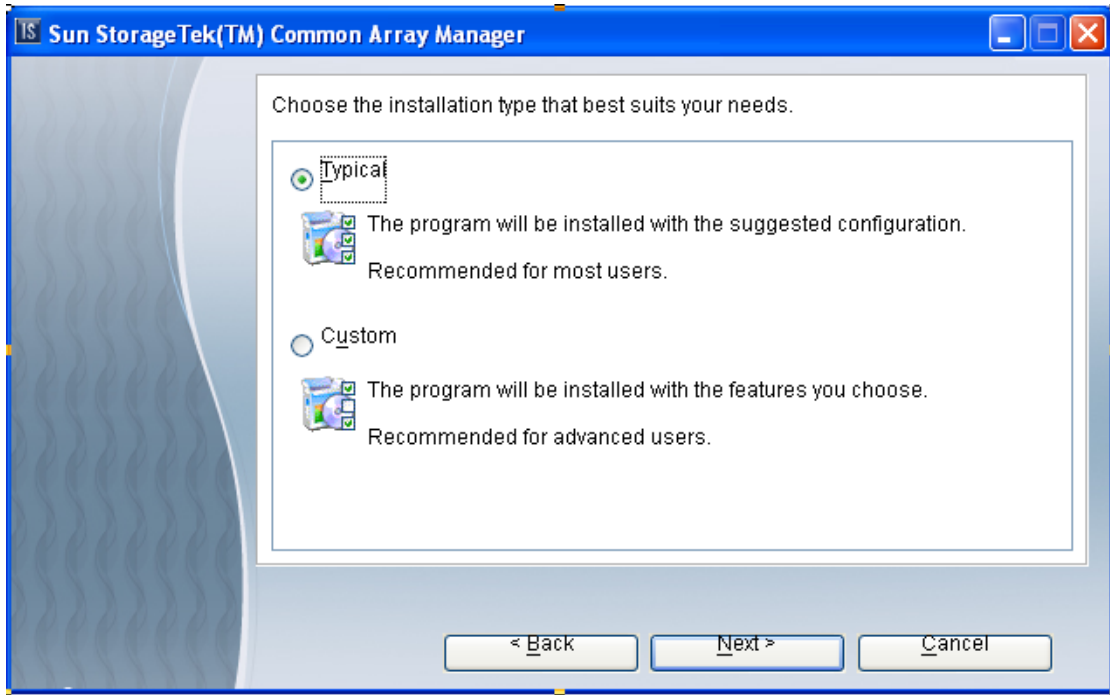 IS Sun StorageTek(TM) Common Array Manager
Choose the installation type that best suits your needs.
Typical
The program will be installed with the suggested configuration.
Recommended for most users.
Custom
The program will be installed with the features you choose.
Recommended for advanced users.
< Back Next > Cancel